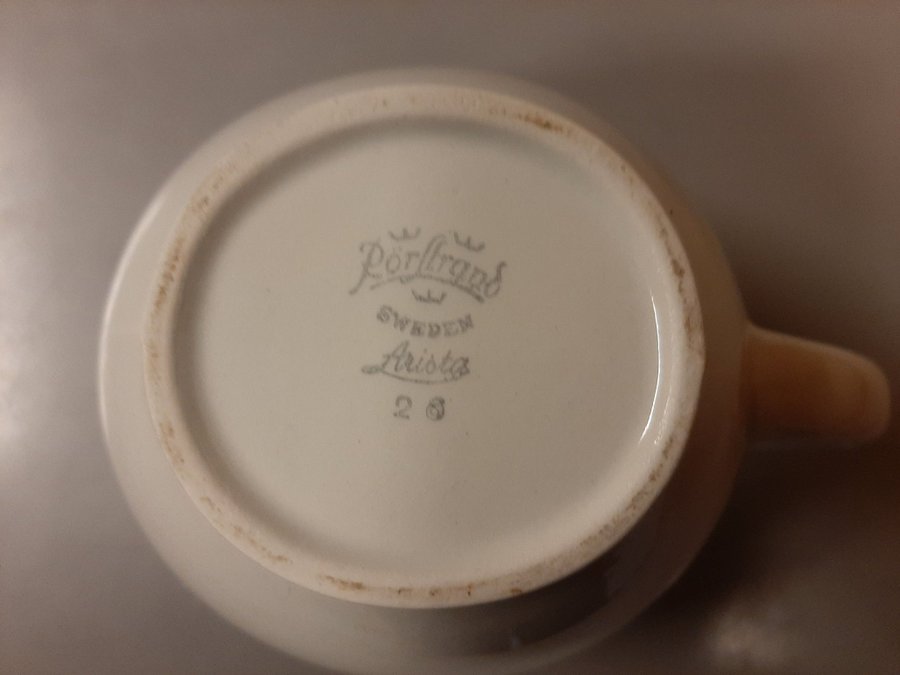 Rörstrand
SWEDEN
Arista
26